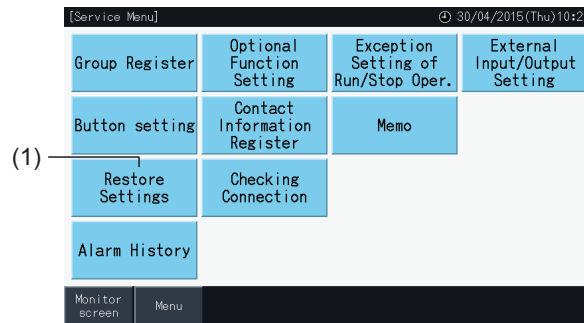 [Service Menu]
30/04/2015(Thu)10:2
Group Register
Optional
Function
Setting
Exception
Setting of
Run/Stop Oper.
External
Input/Output
Setting
Button setting
Contact
Information
Register
Memo
(1)
Restore
Settings
Checking
Connection
Alarm History
Monitor
screen
Menu